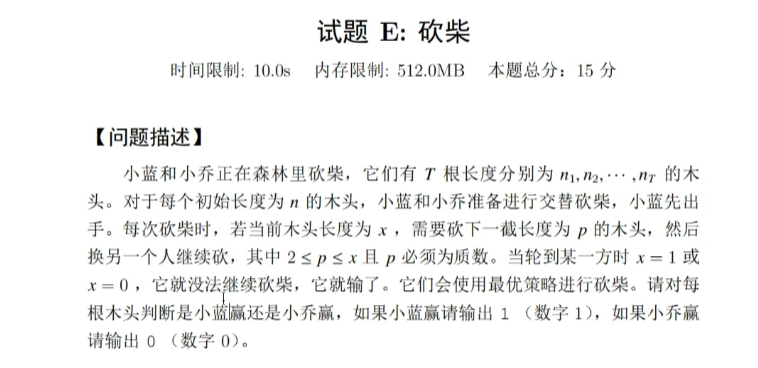 试题 E: 砍柴
时间限制: 10.0s 内存限制: 512.0MB 本题总分：15 分
【问题描述】
小蓝和小乔正在森林里砍柴，它们有 T 根长度分别为 n₁, n₂, ⋯ , n_T 的木
头。对于每个初始长度为 n 的木头，小蓝和小乔准备进行交替砍柴，小蓝先出
手。每次砍柴时，若当前木头长度为 x ，需要砍下一截长度为 p 的木头，然后
换另一个人继续砍，其中 2 ≤ p ≤ x 且 p 必须为质数。当轮到某一方时 x = 1 或
x = 0 ，它就没法继续砍柴，它就输了。它们会使用最优策略进行砍柴。请对每
根木头判断是小蓝赢还是小乔赢，如果小蓝赢请输出 1 （数字 1），如果小乔赢
请输出 0 （数字 0）。